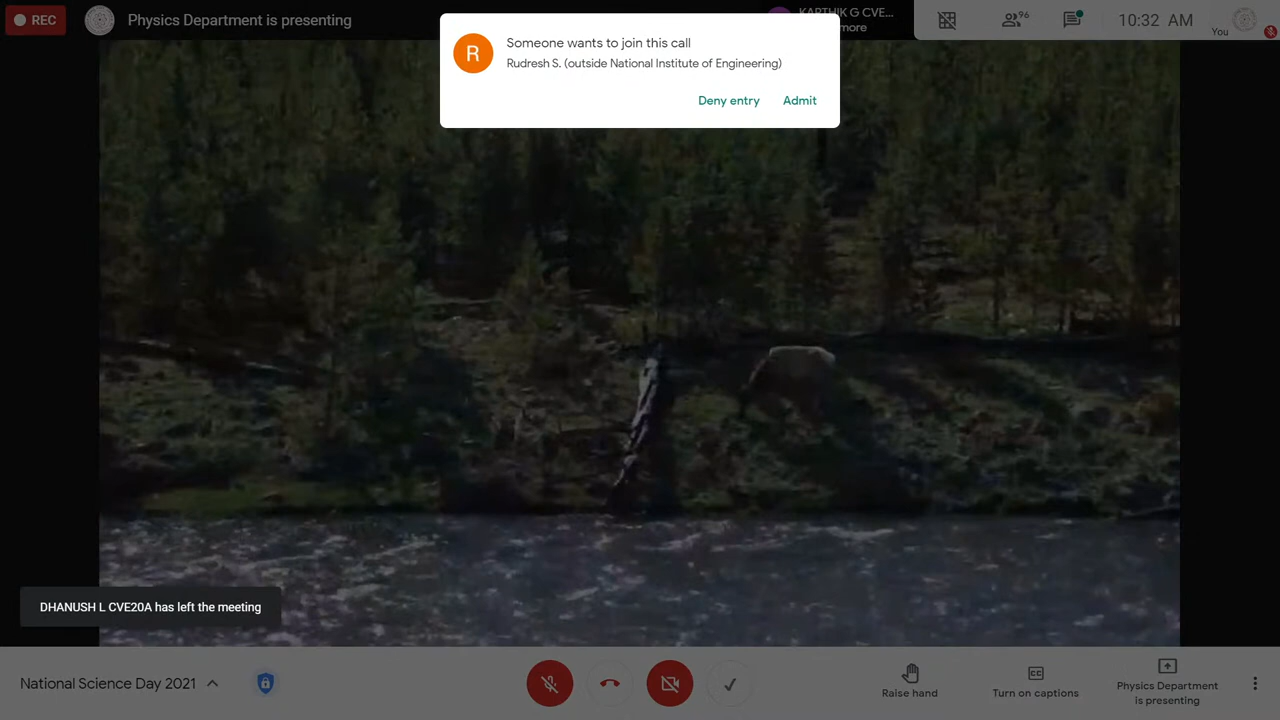 REC
Physics Department is presenting
KARTHIK G CVE...
more
96
10:32 AM
You
R
Someone wants to join this call
Rudresh S. (outside National Institute of Engineering)
Deny entry
Admit
DHANUSH L CVE20A has left the meeting
National Science Day 2021
CC
Raise hand
Turn on captions
Physics Department
is presenting